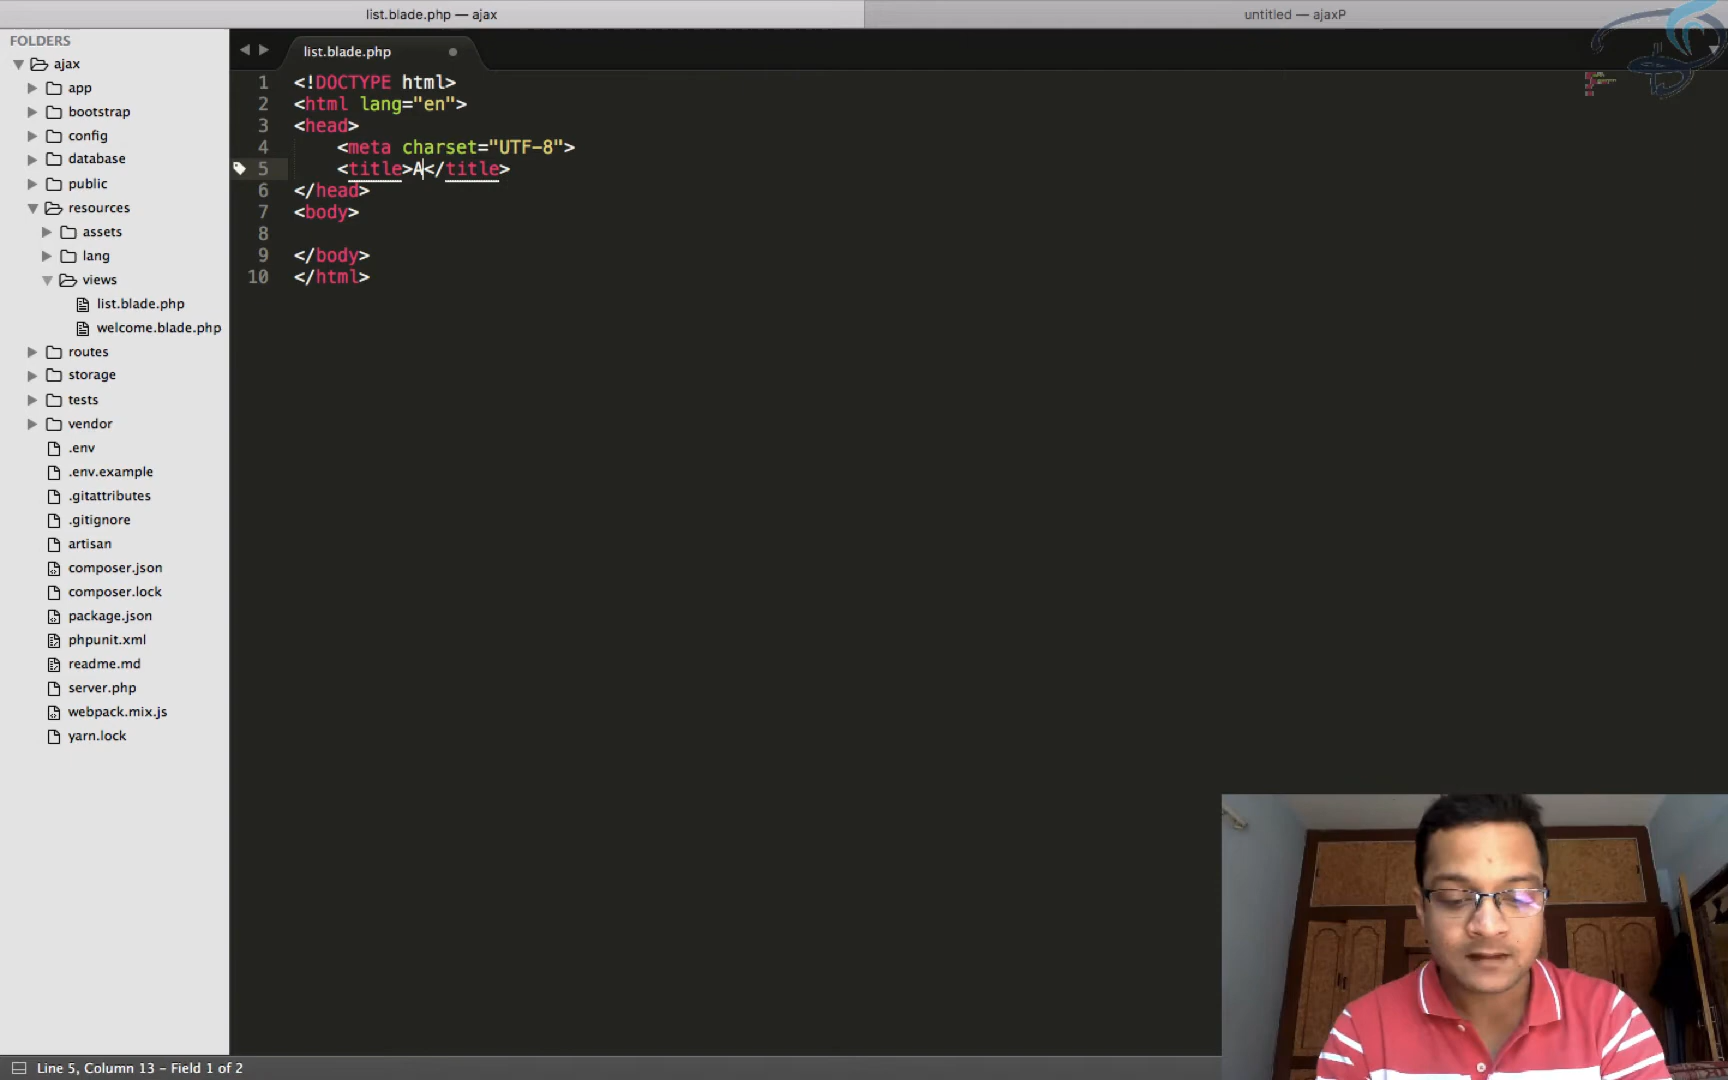 list.blade.php — ajax
untitled — ajaxP
FOLDERS
ajax
app
bootstrap
config
database
public
resources
assets
lang
views
list.blade.php
welcome.blade.php
routes
storage
tests
vendor
.env
.env.example
.gitattributes
.gitignore
artisan
composer.json
composer.lock
package.json
phpunit.xml
readme.md
server.php
webpack.mix.js
yarn.lock
list.blade.php
1 <!DOCTYPE html>
2 <html lang="en">
3 <head>
4 <meta charset="UTF-8">
5 <title>A</title>
6 </head>
7 <body>
8
9 </body>
10 </html>
Line 5, Column 13 – Field 1 of 2